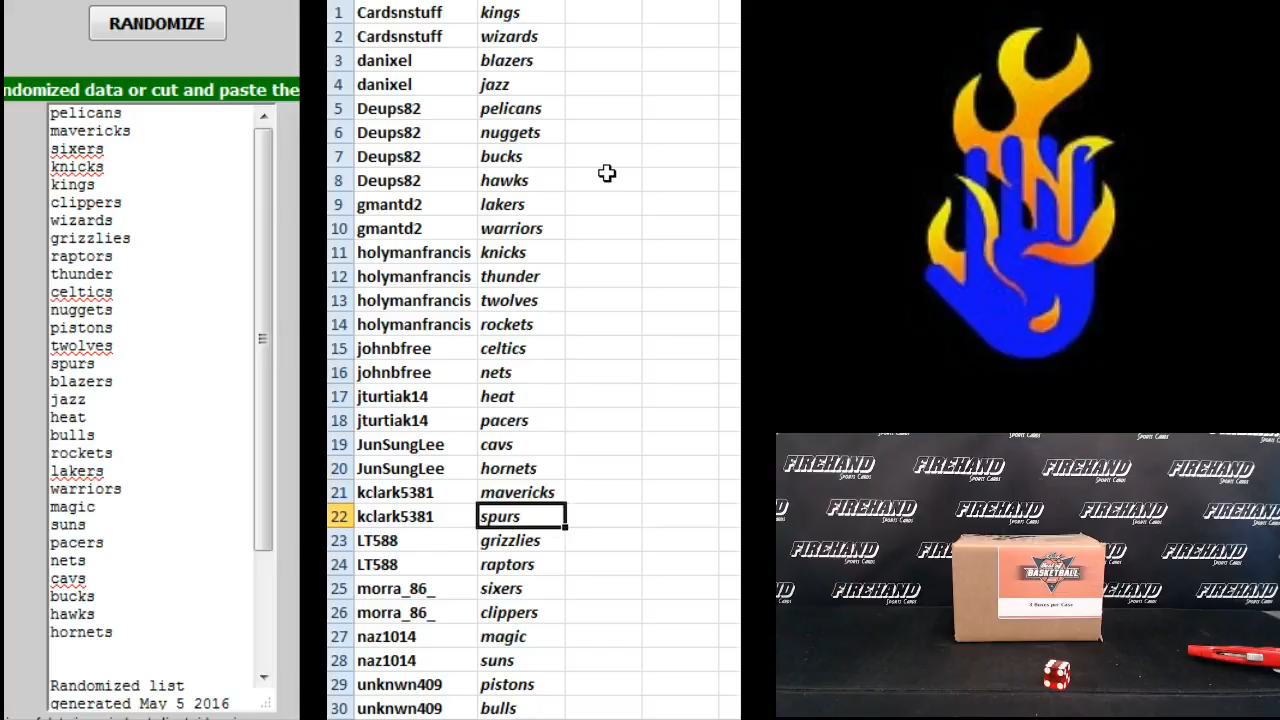 RANDOMIZE
ndomized data or cut and paste the
pelicans
mavericks
sixers
knicks
kings
clippers
wizards
grizzlies
raptors
thunder
celtics
nuggets
pistons
twolves
spurs
blazers
jazz
heat
bulls
rockets
lakers
warriors
magic
suns
pacers
nets
cavs
bucks
hawks
hornets
Randomized list
generated May 5 2016
1 Cardsnstuff kings
2 Cardsnstuff wizards
3 danixel blazers
4 danixel jazz
5 Deups82 pelicans
6 Deups82 nuggets
7 Deups82 bucks
8 Deups82 hawks
9 gmantd2 lakers
10 gmantd2 warriors
11 holymanfrancis knicks
12 holymanfrancis thunder
13 holymanfrancis twolves
14 holymanfrancis rockets
15 johnbfree celtics
16 johnbfree nets
17 jturtiak14 heat
18 jturtiak14 pacers
19 JunSungLee cavs
20 JunSungLee hornets
21 kclark5381 mavericks
22 kclark5381 spurs
23 LT588 grizzlies
24 LT588 raptors
25 morra_86_ sixers
26 morra_86_ clippers
27 naz1014 magic
28 naz1014 suns
29 unknwn409 pistons
30 unknwn409 bulls
FIREHAND
SPORTS CARDS
BASKETBALL
3 Boxes per Case